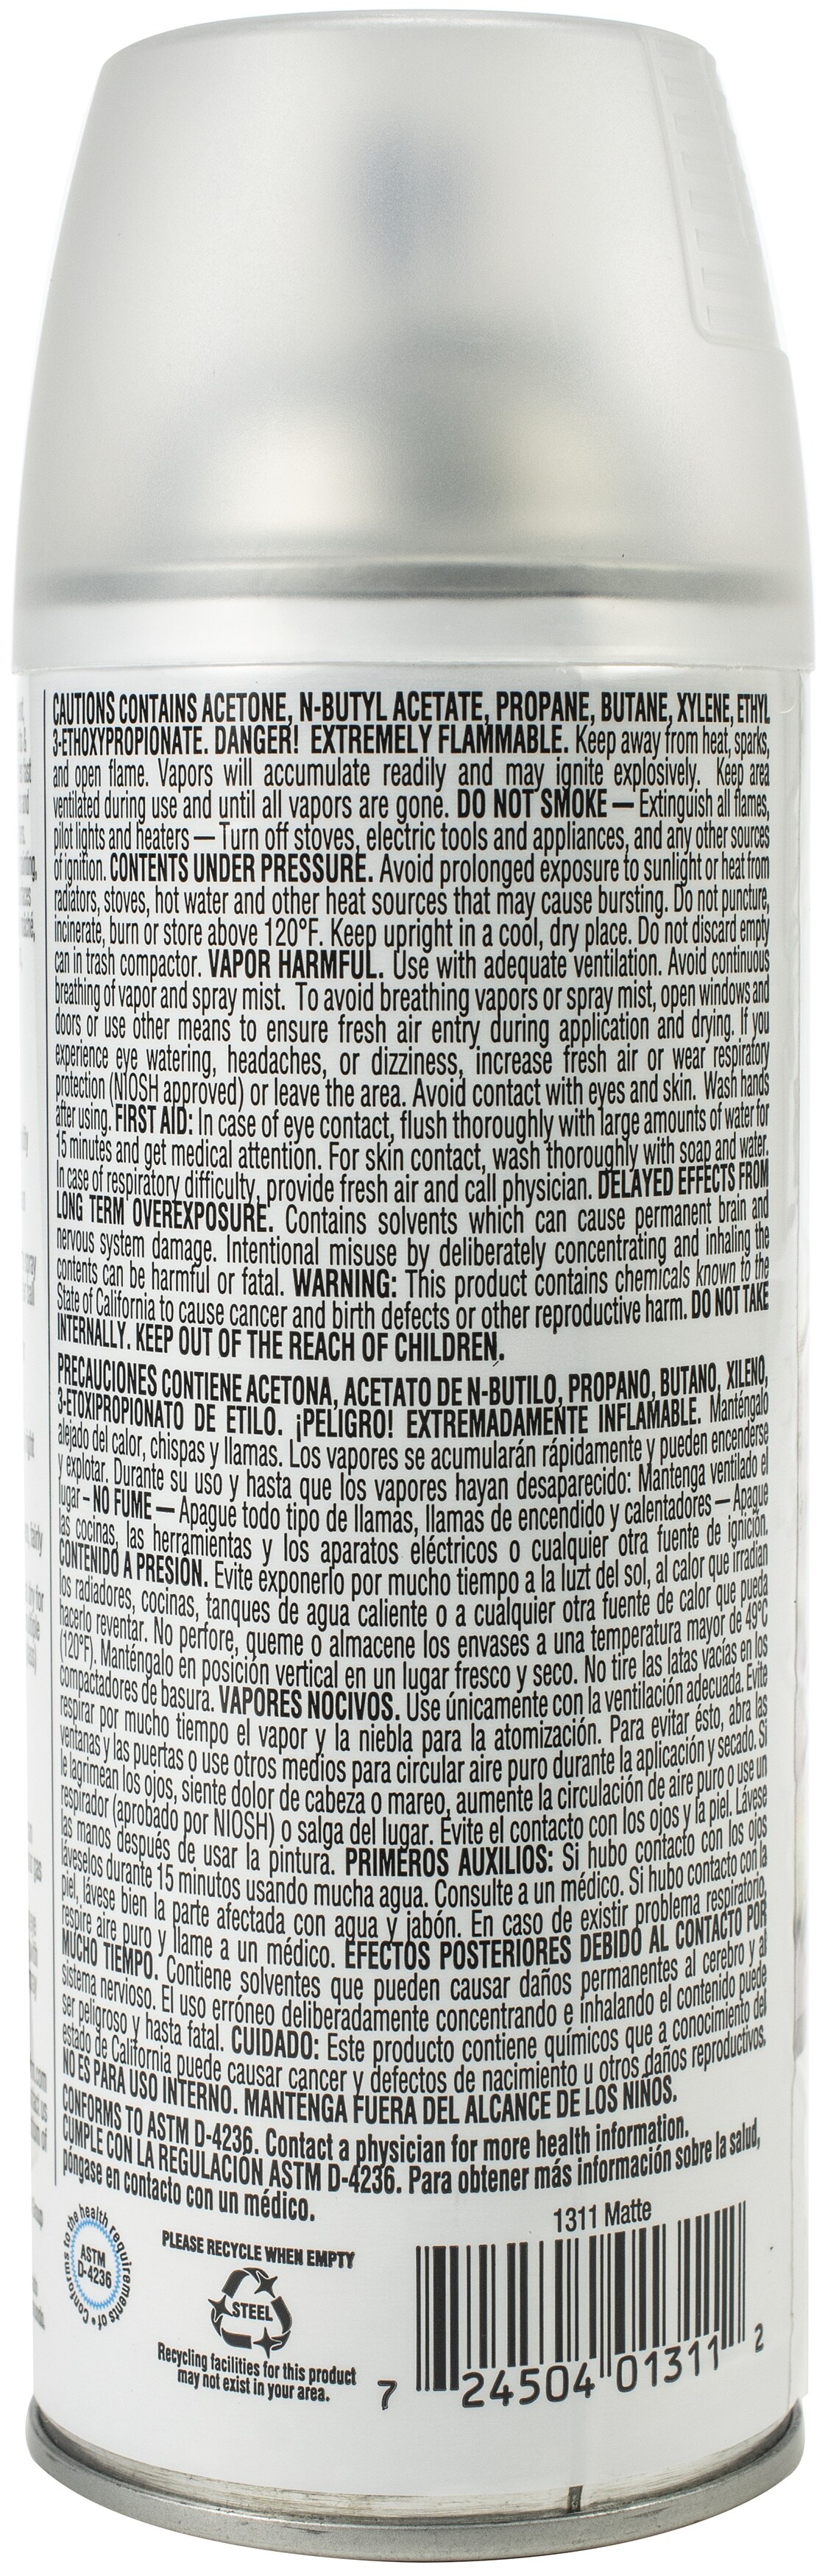 CAUTIONS CONTAINS ACETONE, N-BUTYL ACETATE, PROPANE, BUTANE, XYLENE, ETHYL
3-ETHOXYPROPIONATE. DANGER! EXTREMELY FLAMMABLE. Keep away from heat, sparks,
and open flame. Vapors will accumulate readily and may ignite explosively. Keep area
ventilated during use and until all vapors are gone. DO NOT SMOKE — Extinguish all flames,
pilot lights and heaters — Turn off stoves, electric tools and appliances, and any other sources
of ignition. CONTENTS UNDER PRESSURE. Avoid prolonged exposure to sunlight or heat from
radiators, stoves, hot water and other heat sources that may cause bursting. Do not puncture,
incinerate, burn or store above 120°F. Keep upright in a cool, dry place. Do not discard empty
can in trash compactor. VAPOR HARMFUL. Use with adequate ventilation. Avoid continuous
breathing of vapor and spray mist. To avoid breathing vapors or spray mist, open windows and
doors or use other means to ensure fresh air entry during application and drying. If you
experience eye watering, headaches, or dizziness, increase fresh air or wear respiratory
protection (NIOSH approved) or leave the area. Avoid contact with eyes and skin. Wash hands
after using. FIRST AID: In case of eye contact, flush thoroughly with large amounts of water for
15 minutes and get medical attention. For skin contact, wash thoroughly with soap and water.
In case of respiratory difficulty, provide fresh air and call physician. DELAYED EFFECTS FROM
LONG TERM OVEREXPOSURE. Contains solvents which can cause permanent brain and
nervous system damage. Intentional misuse by deliberately concentrating and inhaling the
contents can be harmful or fatal. WARNING: This product contains chemicals known to the
State of California to cause cancer and birth defects or other reproductive harm. DO NOT TAKE
INTERNALLY. KEEP OUT OF THE REACH OF CHILDREN.
PRECAUCIONES CONTIENE ACETONA, ACETATO DE N-BUTILO, PROPANO, BUTANO, XILENO,
3-ETOXIPROPIONATO DE ETILO. ¡PELIGRO! EXTREMADAMENTE INFLAMABLE. Manténgalo
alejado del calor, chispas y llamas. Los vapores se acumularán rápidamente y pueden encenderse
y explotar. Durante su uso y hasta que los vapores hayan desaparecido: Mantenga ventilado el
lugar – NO FUME — Apague todo tipo de llamas, llamas de encendido y calentadores — Apague
las cocinas, las herramientas y los aparatos eléctricos o cualquier otra fuente de ignición.
CONTENIDO A PRESIÓN. Evite exponerlo por mucho tiempo a la luzt del sol, al calor que irradian
los radiadores, cocinas, tanques de agua caliente o a cualquier otra fuente de calor que pueda
hacerlo reventar. No perfore, queme o almacene los envases a una temperatura mayor de 49°C
(120°F). Manténgalo en posición vertical en un lugar fresco y seco. No tire las latas vacías en los
compactadores de basura. VAPORES NOCIVOS. Use únicamente con la ventilación adecuada. Evite
respirar por mucho tiempo el vapor y la niebla para la atomización. Para evitar ésto, abra las
ventanas y las puertas o use otros medios para circular aire puro durante la aplicación y secado. Si
le lagrimean los ojos, siente dolor de cabeza o mareo, aumente la circulación de aire puro o use un
respirador (aprobado por NIOSH) o salga del lugar. Evite el contacto con los ojos y la piel. Lávese
las manos después de usar la pintura. PRIMEROS AUXILIOS: Si hubo contacto con los ojos
láveselos durante 15 minutos usando mucha agua. Consulte a un médico. Si hubo contacto con la
piel, lávese bien la parte afectada con agua y jabón. En caso de existir problema respiratorio,
respire aire puro y llame a un médico. EFECTOS POSTERIORES DEBIDO AL CONTACTO POR
MUCHO TIEMPO. Contiene solventes que pueden causar daños permanentes al cerebro y al
sistema nervioso. El uso erróneo deliberadamente concentrando e inhalando el contenido puede
ser peligroso y hasta fatal. CUIDADO: Este producto contiene químicos que a conocimiento del
estado de California puede causar cancer y defectos de nacimiento u otros daños reproductivos.
NO ES PARA USO INTERNO. MANTENGA FUERA DEL ALCANCE DE LOS NIÑOS.
CONFORMS TO ASTM D-4236. Contact a physician for more health information.
CUMPLE CON LA REGULACIÓN ASTM D-4236. Para obtener más información sobre la salud,
póngase en contacto con un médico.
Conforms to the health requirements of
ASTM
D-4236
PLEASE RECYCLE WHEN EMPTY
STEEL
Recycling facilities for this product
may not exist in your area.
1311 Matte
7 24504 01311 2